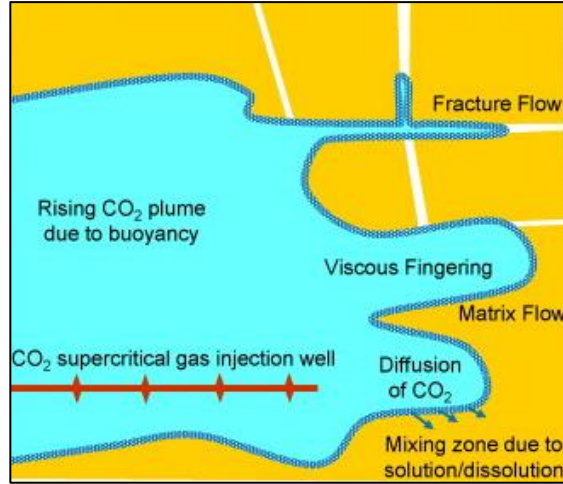 Fracture Flow
Rising CO₂ plume
due to buoyancy
Viscous Fingering
Matrix Flow
CO₂ supercritical gas injection well
Diffusion
of CO₂
Mixing zone due to
solution/dissolution